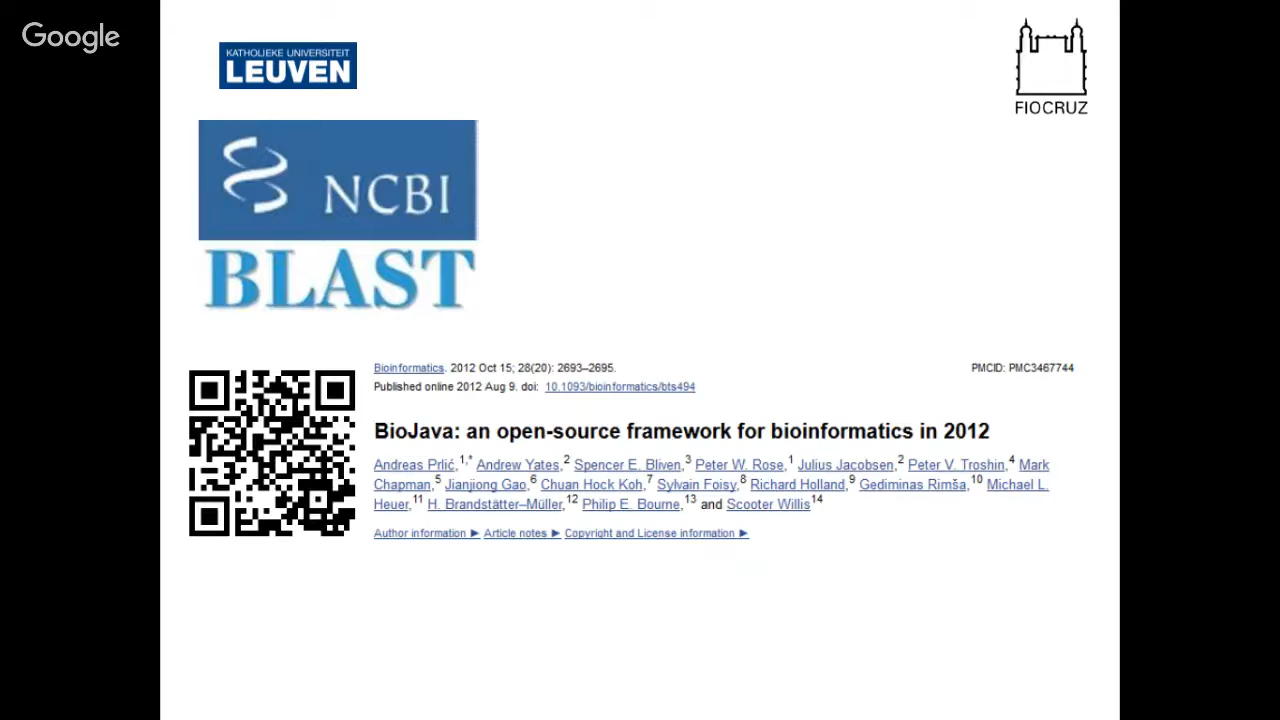 Google
KATHOLIEKE UNIVERSITEIT
LEUVEN
FIOCRUZ
NCBI
BLAST
Bioinformatics. 2012 Oct 15; 28(20): 2693–2695.
PMCID: PMC3467744
Published online 2012 Aug 9. doi: 10.1093/bioinformatics/bts494
BioJava: an open-source framework for bioinformatics in 2012
Andreas Prlić,1,* Andrew Yates,2 Spencer E. Bliven,3 Peter W. Rose,1 Julius Jacobsen,2 Peter V. Troshin,4 Mark
Chapman,5 Jianjiong Gao,6 Chuan Hock Koh,7 Sylvain Foisy,8 Richard Holland,9 Gediminas Rimša,10 Michael L.
Heuer,11 H. Brandstätter–Müller,12 Philip E. Bourne,13 and Scooter Willis14
Author information ► Article notes ► Copyright and License information ►